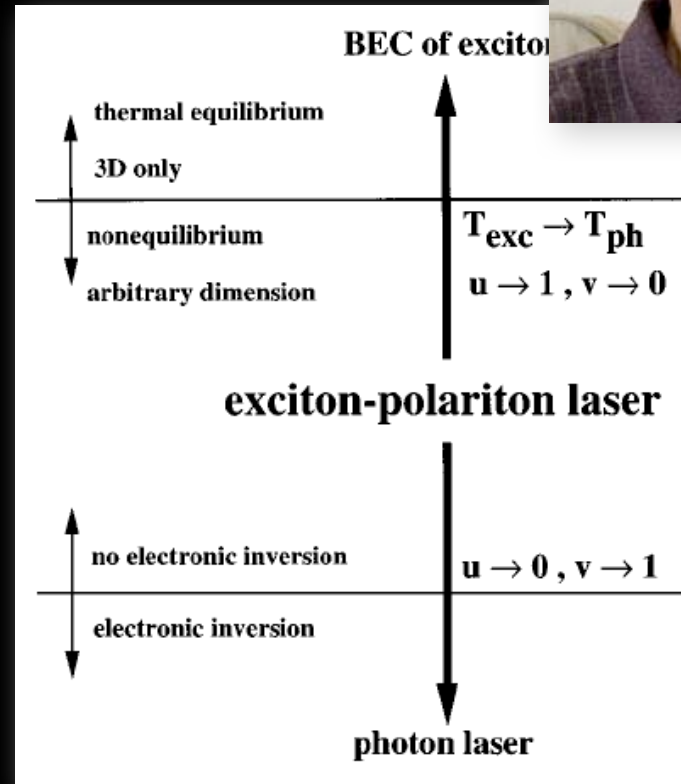 BEC of
thermal equilibrium
3D only
nonequilibrium
T_exc → T_ph
u → 1 , v → 0
arbitrary dimension
exciton-polariton laser
no electronic inversion
u → 0 , v → 1
electronic inversion
photon laser